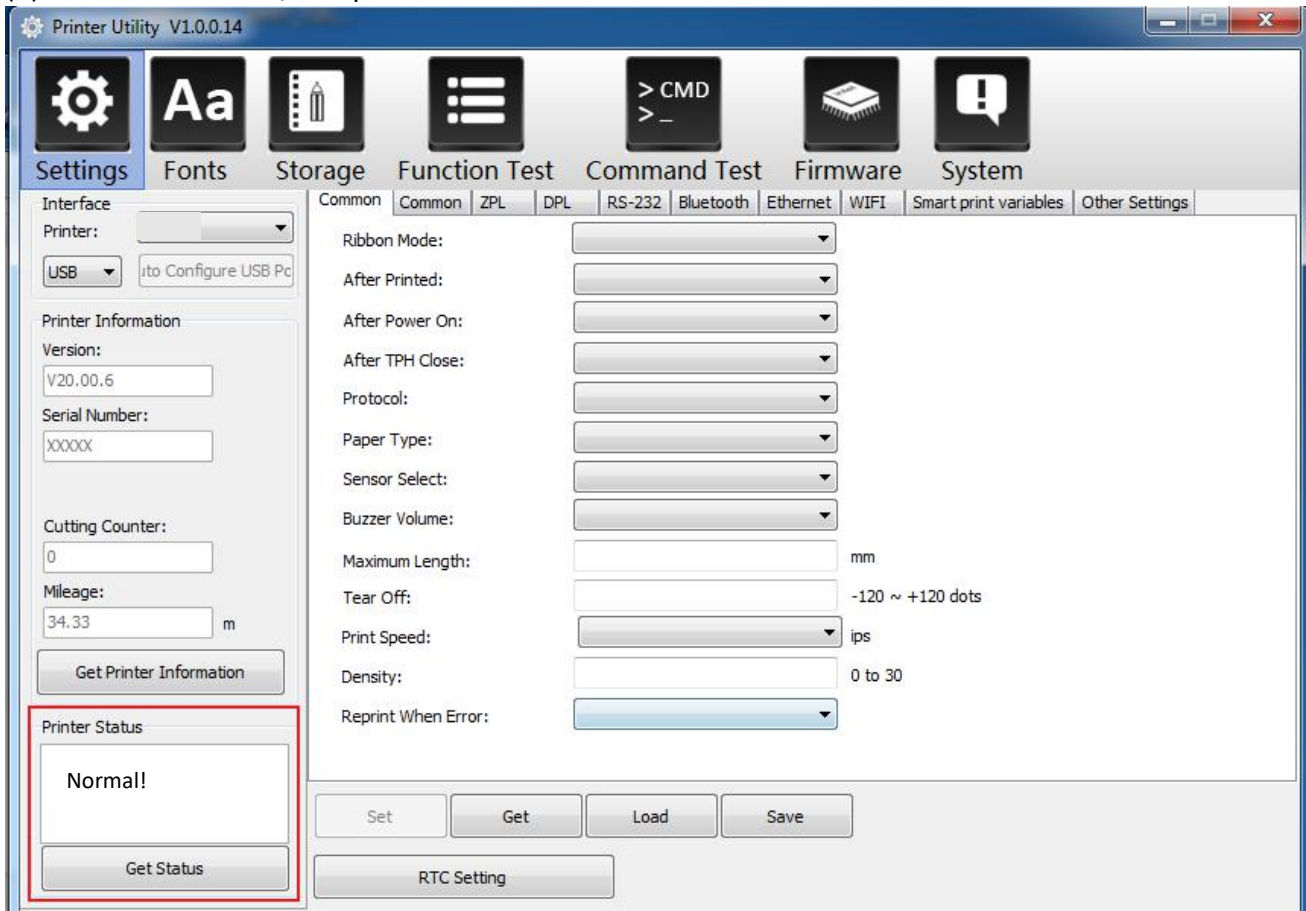 Printer Utility V1.0.0.14
> CMD
> _
Aa
Settings Fonts Storage Function Test Command Test Firmware System
Interface
Printer:
USB
ito Configure USB Pc
Printer Information
Version:
V20.00.6
Serial Number:
XXXXX
Cutting Counter:
0
Mileage:
34.33 m
Get Printer Information
Printer Status
Normal!
Get Status
Common Common ZPL DPL RS-232 Bluetooth Ethernet WIFI Smart print variables Other Settings
Ribbon Mode:
After Printed:
After Power On:
After TPH Close:
Protocol:
Paper Type:
Sensor Select:
Buzzer Volume:
Maximum Length: mm
Tear Off: -120 ~ +120 dots
Print Speed: ips
Density: 0 to 30
Reprint When Error:
Set Get Load Save
RTC Setting